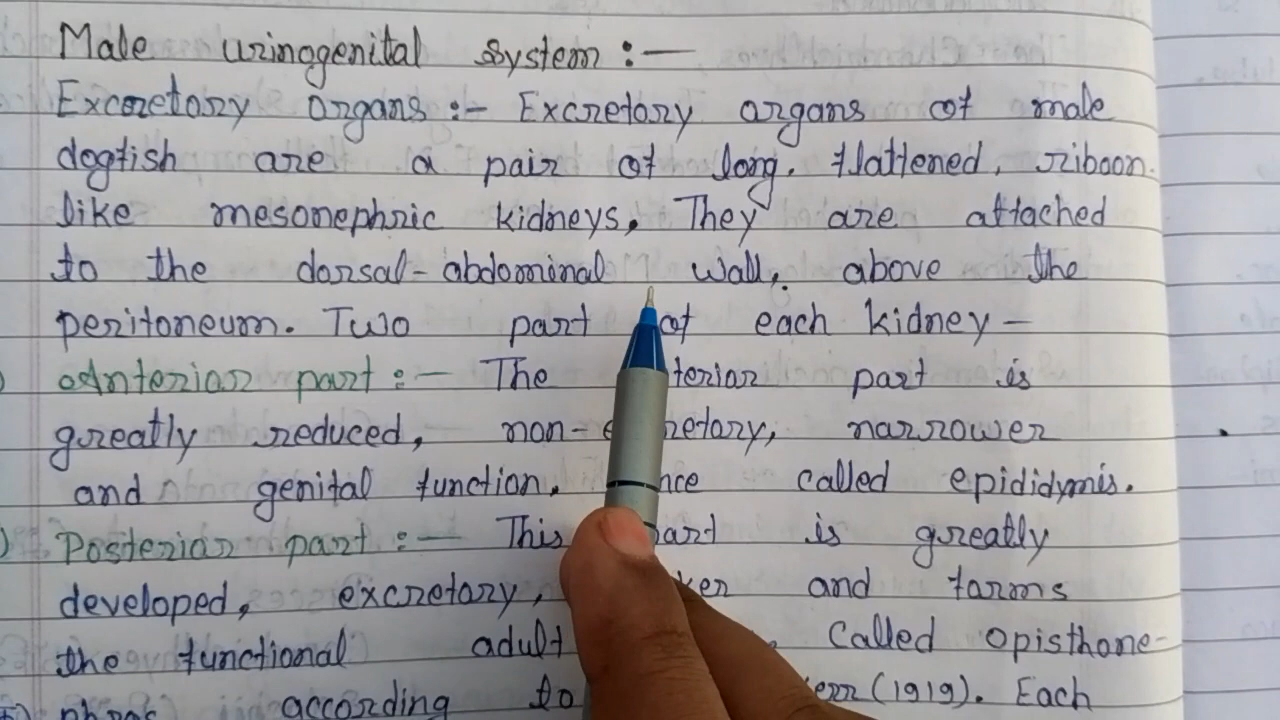 Male urinogenital system :—
Excretory organs :- Excretory organs of male
dogfish are a pair of long, flattened, riboon
like mesonephric kidneys. They are attached
to the dorsal-abdominal wall, above the
peritoneum. Two part of each kidney –
Anterior part :– The part is
greatly reduced, non- narrower
and genital function, called epididymis.
Posterior part :– This part is greatly
developed, excretory, and forms
the functional adult called opisthone-
according to (1919). Each